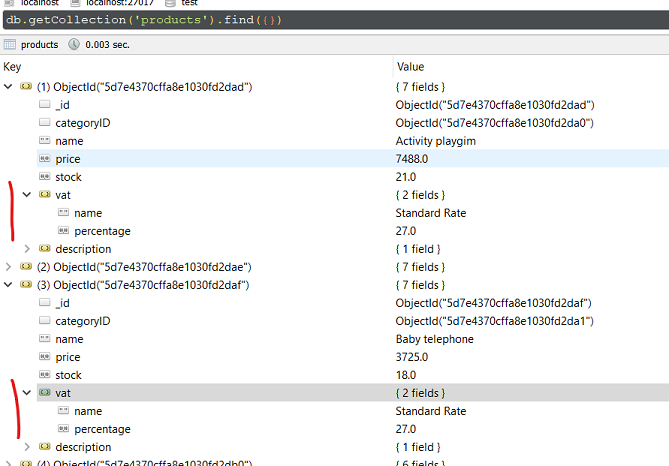 localhost localhost:27017 test
db.getCollection('products').find({})
products 0.003 sec.
Key Value
(1) ObjectId("5d7e4370cffa8e1030fd2dad") { 7 fields }
_id ObjectId("5d7e4370cffa8e1030fd2dad")
categoryID ObjectId("5d7e4370cffa8e1030fd2da0")
name Activity playgim
price 7488.0
stock 21.0
vat { 2 fields }
name Standard Rate
percentage 27.0
description { 1 field }
(2) ObjectId("5d7e4370cffa8e1030fd2dae") { 7 fields }
(3) ObjectId("5d7e4370cffa8e1030fd2daf") { 7 fields }
_id ObjectId("5d7e4370cffa8e1030fd2daf")
categoryID ObjectId("5d7e4370cffa8e1030fd2da1")
name Baby telephone
price 3725.0
stock 18.0
vat { 2 fields }
name Standard Rate
percentage 27.0
description { 1 field }
(4) ObjectId("5d7e4370cffa8e1030fd2db0") { 6 fields }